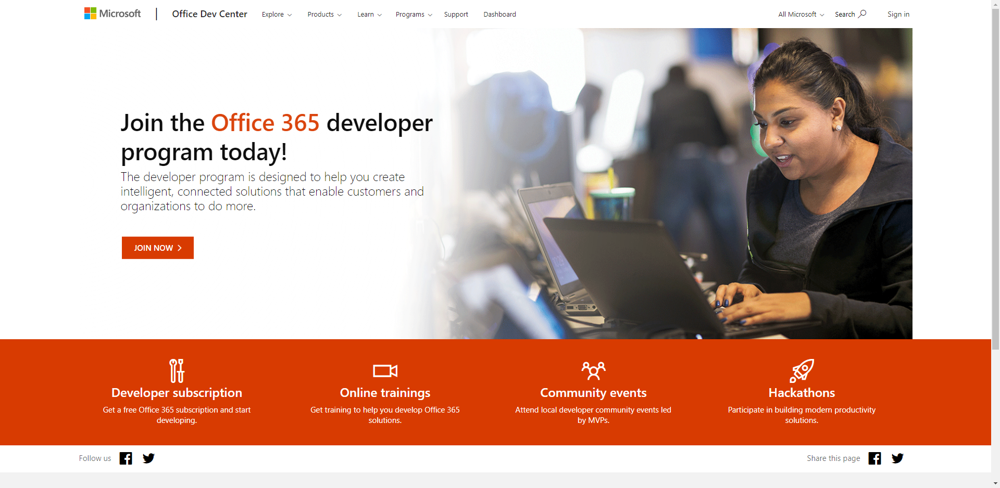 Microsoft
Office Dev Center
Explore
Products
Learn
Programs
Support
Dashboard
All Microsoft
Search
Sign in
Join the Office 365 developer
program today!
The developer program is designed to help you create
intelligent, connected solutions that enable customers and
organizations to do more.
JOIN NOW
Developer subscription
Get a free Office 365 subscription and start
developing.
Online trainings
Get training to help you develop Office 365
solutions.
Community events
Attend local developer community events led
by MVPs.
Hackathons
Participate in building modern productivity
solutions.
Follow us
Share this page